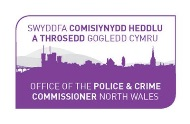 SWYDDFA COMISIYNYDD HEDDLU
A THROSEDD GOGLEDD CYMRU
OFFICE OF THE POLICE & CRIME
COMMISSIONER NORTH WALES